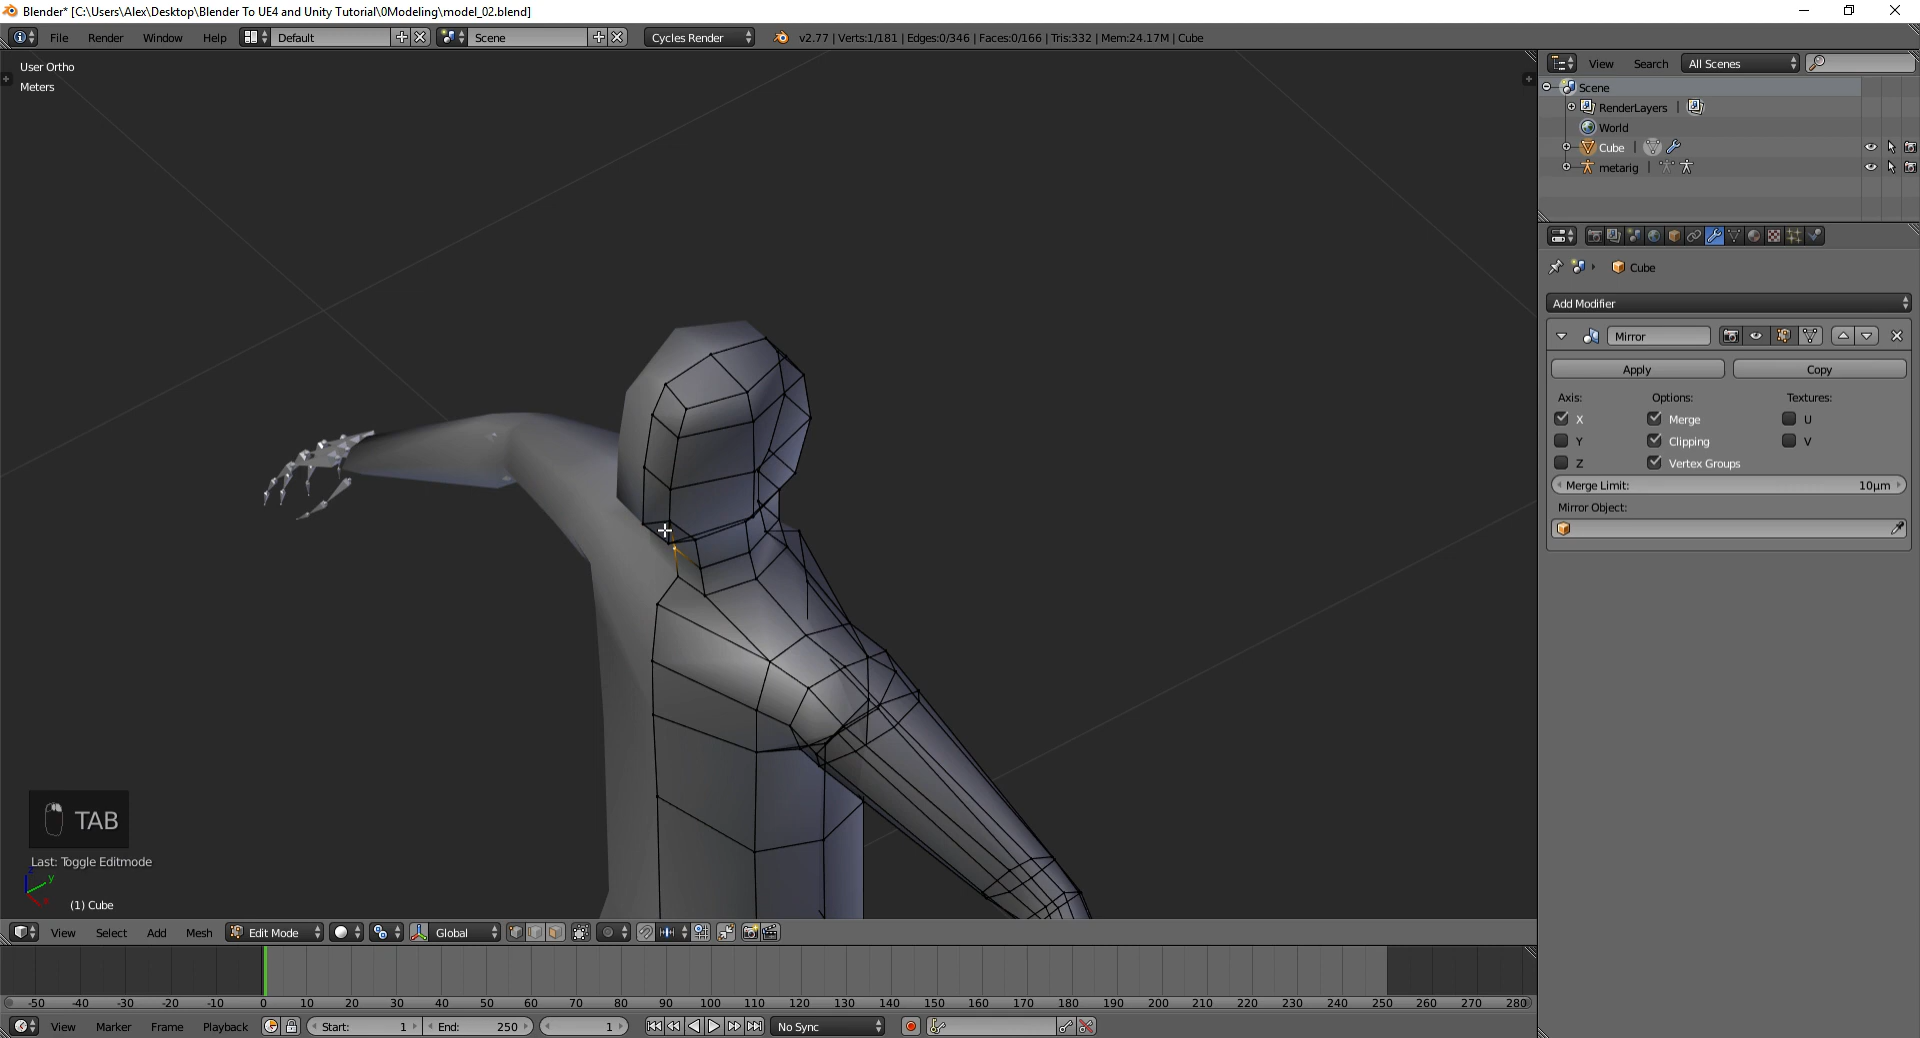 Blender* [C:\Users\Alex\Desktop\Blender To UE4 and Unity Tutorial\0Modeling\model_02.blend]
File Render Window Help Default Scene Cycles Render v2.77 | Verts:1/181 | Edges:0/346 | Faces:0/166 | Tris:332 | Mem:24.17M | Cube
User Ortho
Meters
View Search All Scenes
Scene
RenderLayers |
World
Cube |
metarig |
Cube
Add Modifier
Mirror
Apply Copy
Axis: Options: Textures:
X Merge U
Y Clipping V
Z Vertex Groups
Merge Limit: 10µm
Mirror Object:
TAB
Last: Toggle Editmode
z y x
(1) Cube
View Select Add Mesh Edit Mode Global
-50 -40 -30 -20 -10 0 10 20 30 40 50 60 70 80 90 100 110 120 130 140 150 160 170 180 190 200 210 220 230 240 250 260 270 280
View Marker Frame Playback Start: 1 End: 250 1 No Sync